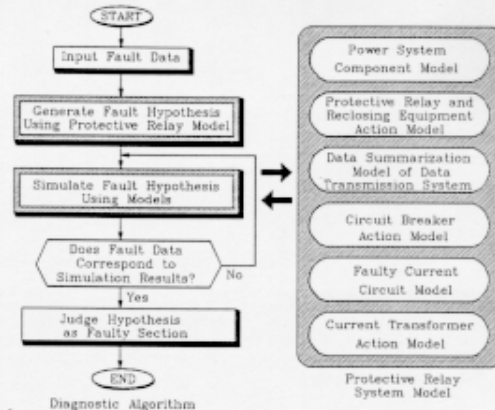 START
Input Fault Data
Generate Fault Hypothesis
Using Protective Relay Model
Simulate Fault Hypothesis
Using Models
Does Fault Data
Correspond to
Simulation Results?
No
Yes
Judge Hypothesis
as Faulty Section
END
Diagnostic Algorithm
Power System
Component Model
Protective Relay and
Reclosing Equipment
Action Model
Data Summarization
Model of Data
Transmission System
Circuit Breaker
Action Model
Faulty Current
Circuit Model
Current Transformer
Action Model
Protective Relay
System Model